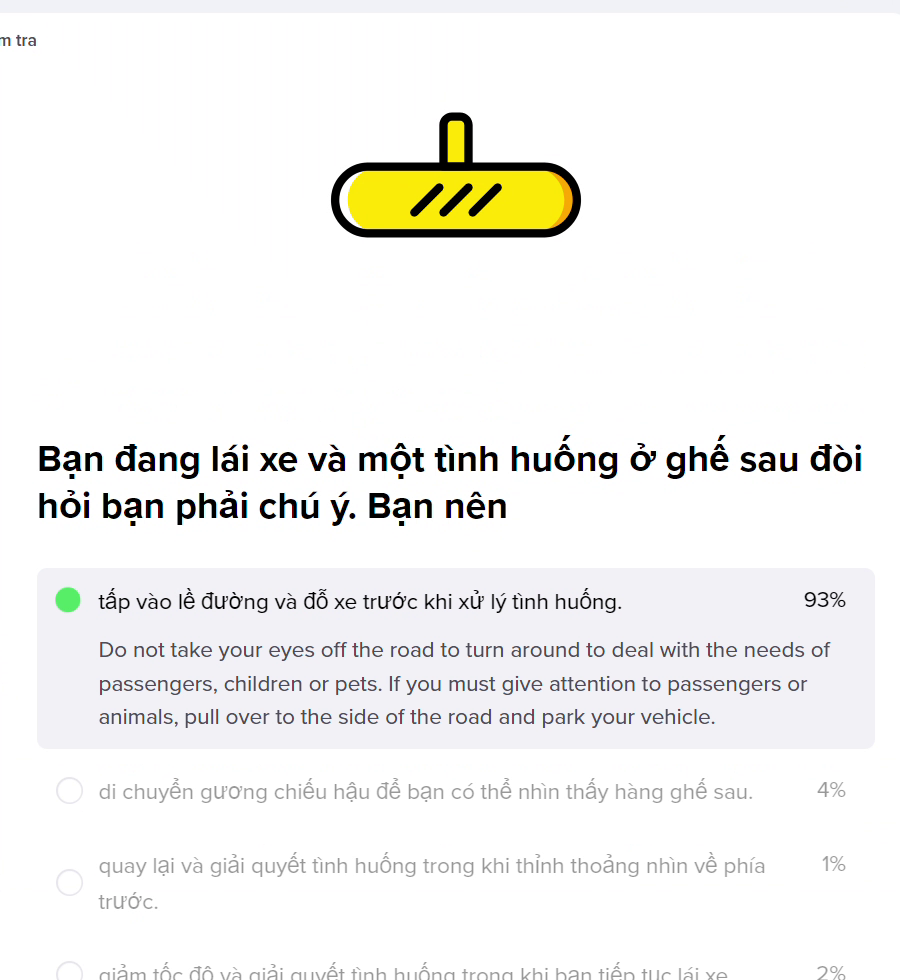 m tra
Bạn đang lái xe và một tình huống ở ghế sau đòi
hỏi bạn phải chú ý. Bạn nên
tấp vào lề đường và đỗ xe trước khi xử lý tình huống. 93%
Do not take your eyes off the road to turn around to deal with the needs of
passengers, children or pets. If you must give attention to passengers or
animals, pull over to the side of the road and park your vehicle.
di chuyển gương chiếu hậu để bạn có thể nhìn thấy hàng ghế sau. 4%
quay lại và giải quyết tình huống trong khi thỉnh thoảng nhìn về phía 1%
trước.
giảm tốc độ và giải quyết tình huống trong khi bạn tiếp tục lái xe. 2%